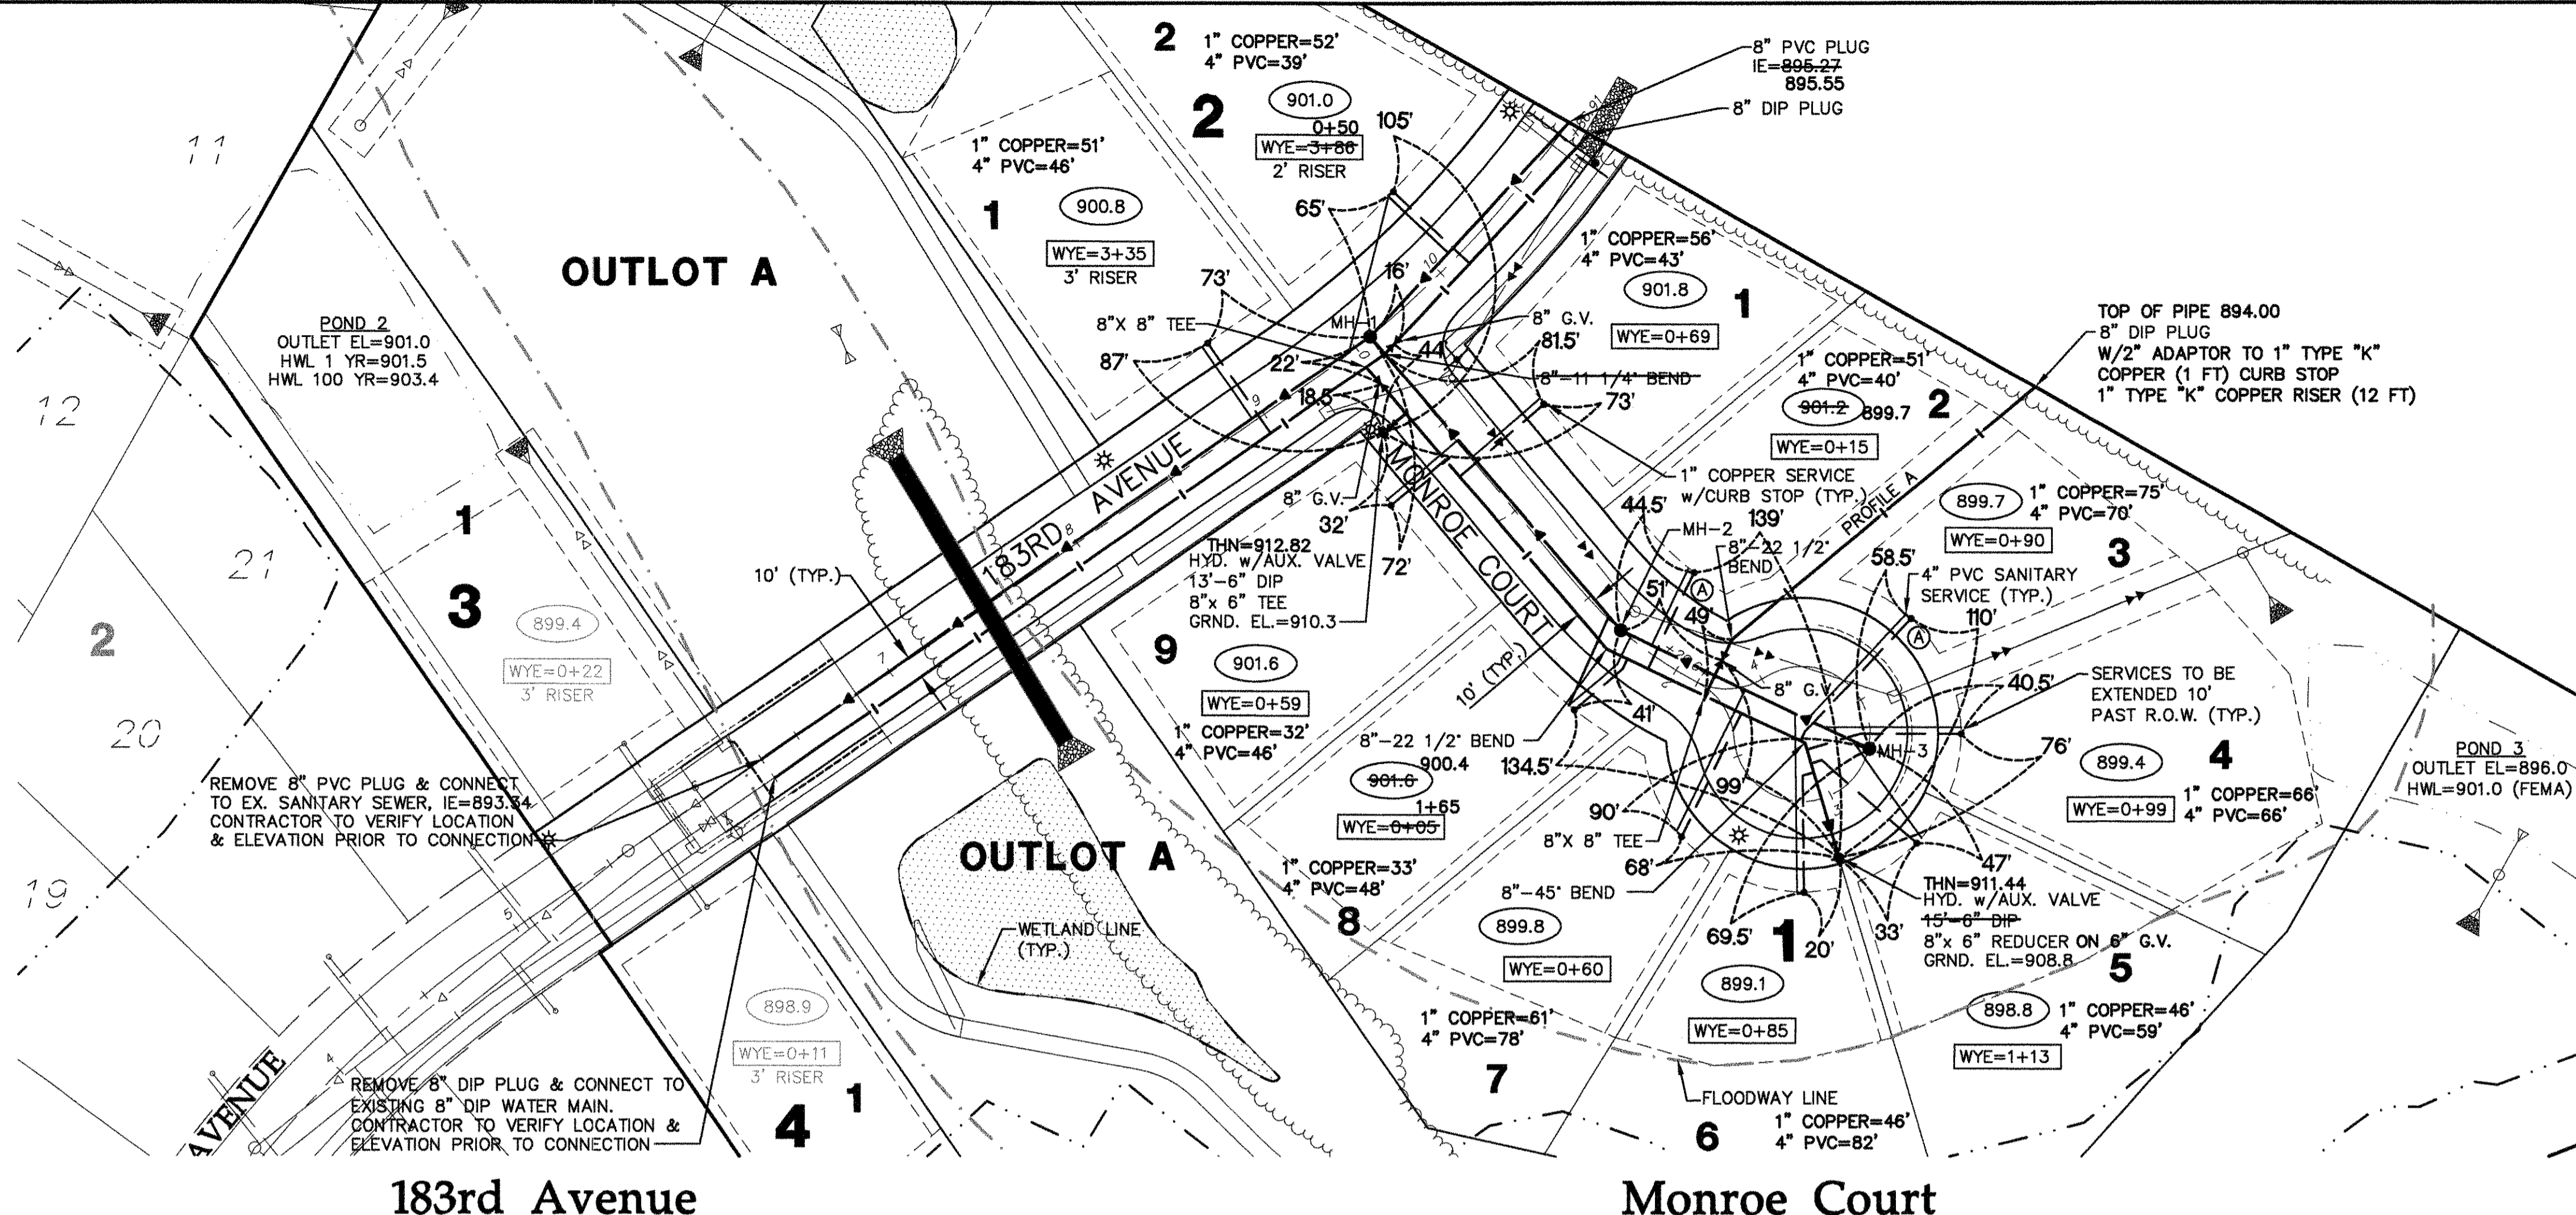 2
1" COPPER=52'
4" PVC=39'
2
901.0
0+50
WYE=3+86
2' RISER
105'
8" PVC PLUG
IE=895.27
895.55
8" DIP PLUG
11
1" COPPER=51'
4" PVC=46'
1
900.8
WYE=3+35
3' RISER
65'
10
16'
73'
8"X 8" TEE
MH-1
87'
22'
18.5
44
8" G.V.
81.5'
8"-11 1/4° BEND
73'
9
1" COPPER=56'
4" PVC=43'
901.8
1
WYE=0+69
OUTLOT A
POND 2
OUTLET EL=901.0
HWL 1 YR=901.5
HWL 100 YR=903.4
12
TOP OF PIPE 894.00
8" DIP PLUG
W/2" ADAPTOR TO 1" TYPE "K"
COPPER (1 FT) CURB STOP
1" TYPE "K" COPPER RISER (12 FT)
1" COPPER=51'
4" PVC=40'
901.2
899.7
2
WYE=0+15
1" COPPER SERVICE
w/CURB STOP (TYP.)
PROFILE A
183RD AVENUE
8
MONROE COURT
8" G.V.
32'
72'
44.5'
MH-2
139'
8"-22 1/2°
BEND
A
51'
49'
899.7
1" COPPER=75'
4" PVC=70'
WYE=0+90
3
58.5'
4" PVC SANITARY
SERVICE (TYP.)
110'
A
THN=912.82
HYD. w/AUX. VALVE
13'-6" DIP
8"x 6" TEE
GRND. EL.=910.3
10' (TYP.)
1
21
3
2
899.4
WYE=0+22
3' RISER
7
9
901.6
WYE=0+59
1" COPPER=32'
4" PVC=46'
10' (TYP.)
8" G.V.
SERVICES TO BE
EXTENDED 10'
PAST R.O.W. (TYP.)
40.5'
41'
8"-22 1/2° BEND
900.4
901.6
134.5'
1+65
WYE=0+05
MH-3
76'
899.4
4
WYE=0+99
1" COPPER=66'
4" PVC=66'
POND 3
OUTLET EL=896.0
HWL=901.0 (FEMA)
20
REMOVE 8" PVC PLUG & CONNECT
TO EX. SANITARY SEWER, IE=893.34
CONTRACTOR TO VERIFY LOCATION
& ELEVATION PRIOR TO CONNECTION
99'
90'
8"X 8" TEE
68'
47'
1" COPPER=33'
4" PVC=48'
8"-45° BEND
8
19
5
OUTLOT A
WETLAND LINE
(TYP.)
899.8
WYE=0+60
69.5'
1
20'
33'
THN=911.44
HYD. w/AUX. VALVE
15'-6" DIP
8"x 6" REDUCER ON 6" G.V.
GRND. EL.=908.8
5
899.1
WYE=0+85
898.8
1" COPPER=46'
4" PVC=59'
WYE=1+13
898.9
WYE=0+11
3' RISER
1
4
4
1" COPPER=61'
4" PVC=78'
7
FLOODWAY LINE
1" COPPER=46'
4" PVC=82'
6
REMOVE 8" DIP PLUG & CONNECT TO
EXISTING 8" DIP WATER MAIN.
CONTRACTOR TO VERIFY LOCATION &
ELEVATION PRIOR TO CONNECTION
AVENUE
183rd Avenue
Monroe Court